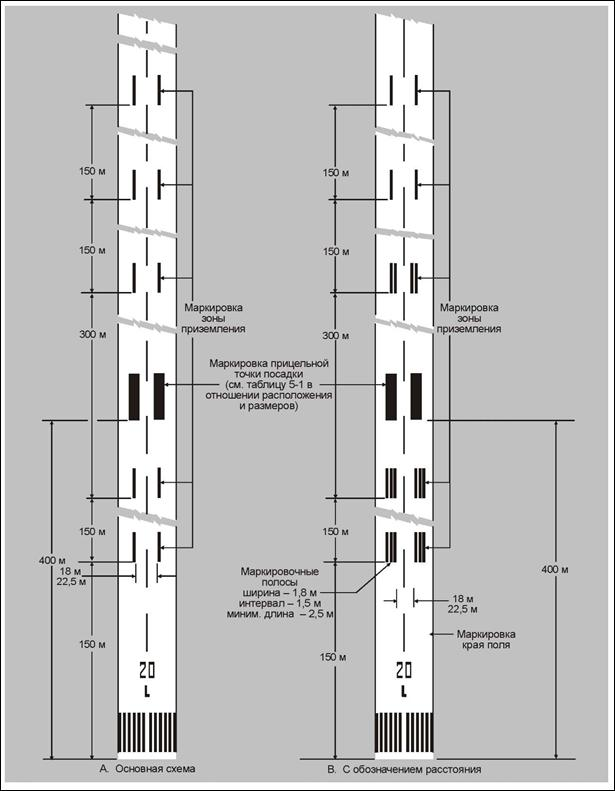 150 м
150 м
300 м
150 м
400 м
18 м
22,5 м
150 м
20
L
А. Основная схема
Маркировка
зоны
приземления
Маркировка прицельной
точки посадки
(см. таблицу 5-1 в
отношении расположения
и размеров)
Маркировочные
полосы
ширина – 1,8 м
интервал – 1,5 м
миним. длина – 2,5 м
150 м
150 м
300 м
150 м
150 м
Маркировка
зоны
приземления
400 м
18 м
22,5 м
Маркировка
края поля
20
L
В. С обозначением расстояния